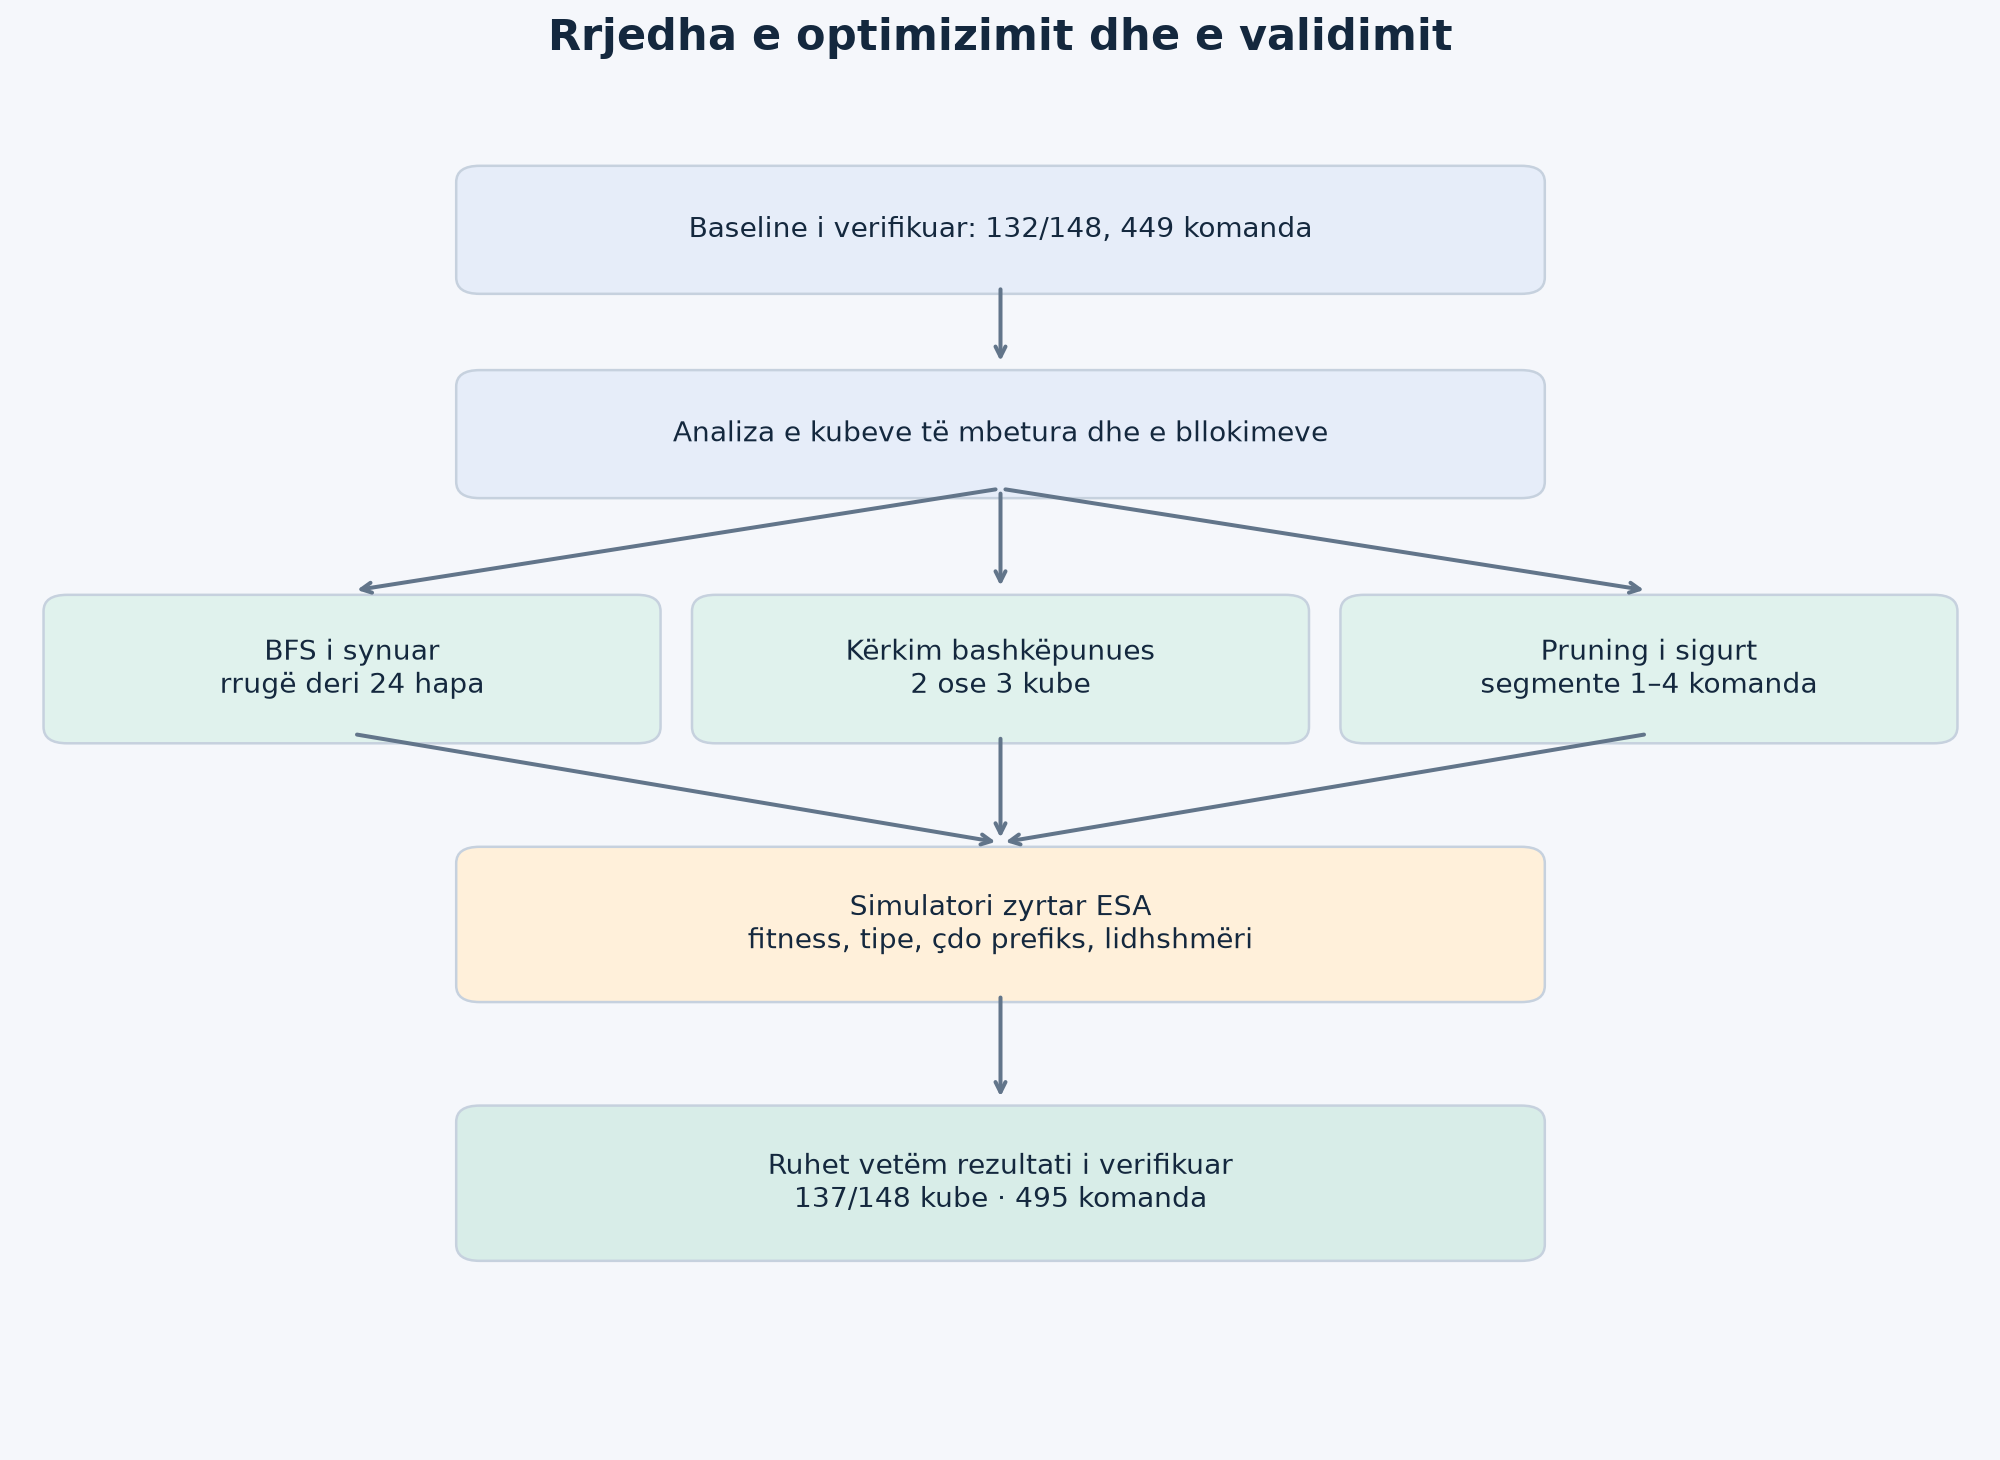 Rrjedha e optimizimit dhe e validimit
Baseline i verifikuar: 132/148, 449 komanda
Analiza e kubeve të mbetura dhe e bllokimeve
BFS i synuar
rrugë deri 24 hapa
Kërkim bashkëpunues
2 ose 3 kube
Pruning i sigurt
segmente 1–4 komanda
Simulatori zyrtar ESA
fitness, tipe, çdo prefiks, lidhshmëri
Ruhet vetëm rezultati i verifikuar
137/148 kube · 495 komanda